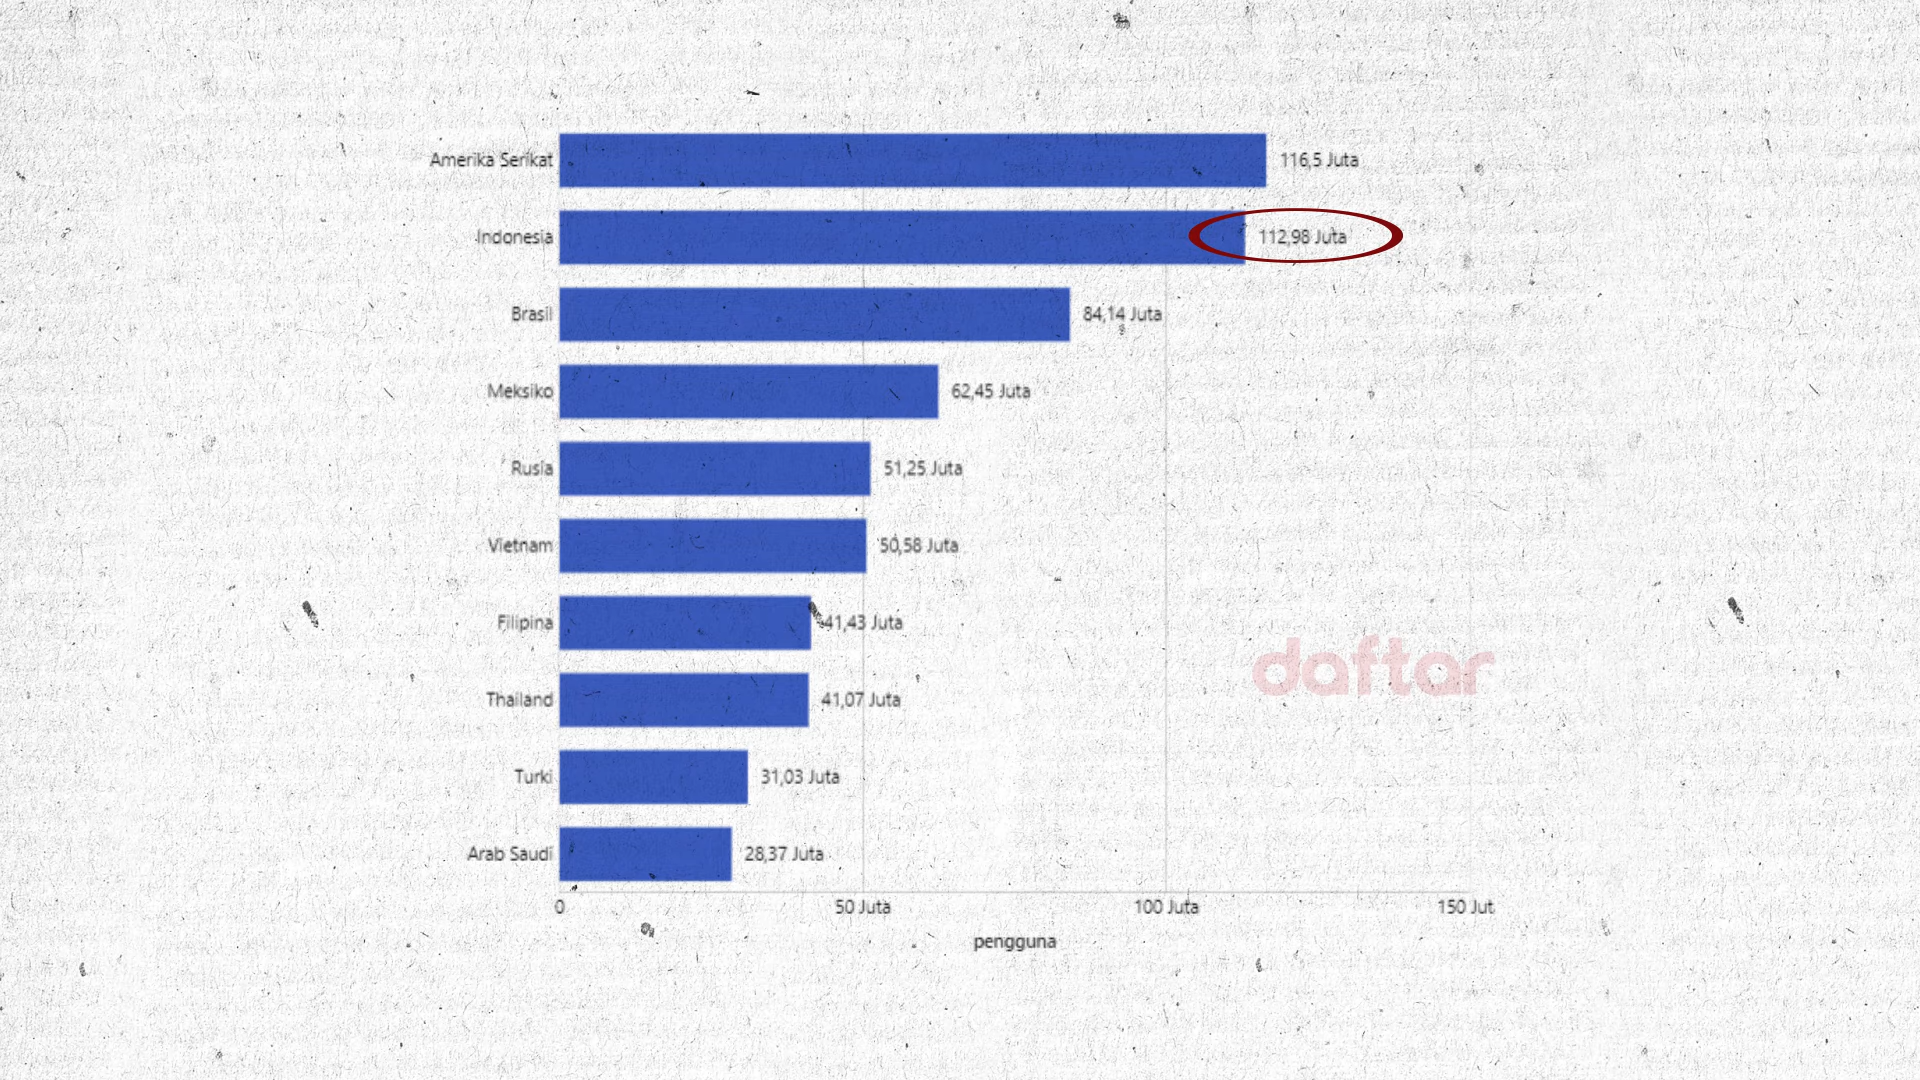 Amerika Serikat 116,5 Juta
Indonesia 112,98 Juta
Brasil 84,14 Juta
Meksiko 62,45 Juta
Rusia 51,25 Juta
Vietnam 50,58 Juta
Filipina 41,43 Juta
Thailand 41,07 Juta
daftar
Turki 31,03 Juta
Arab Saudi 28,37 Juta
0 50 Juta 100 Juta 150 Jut
pengguna